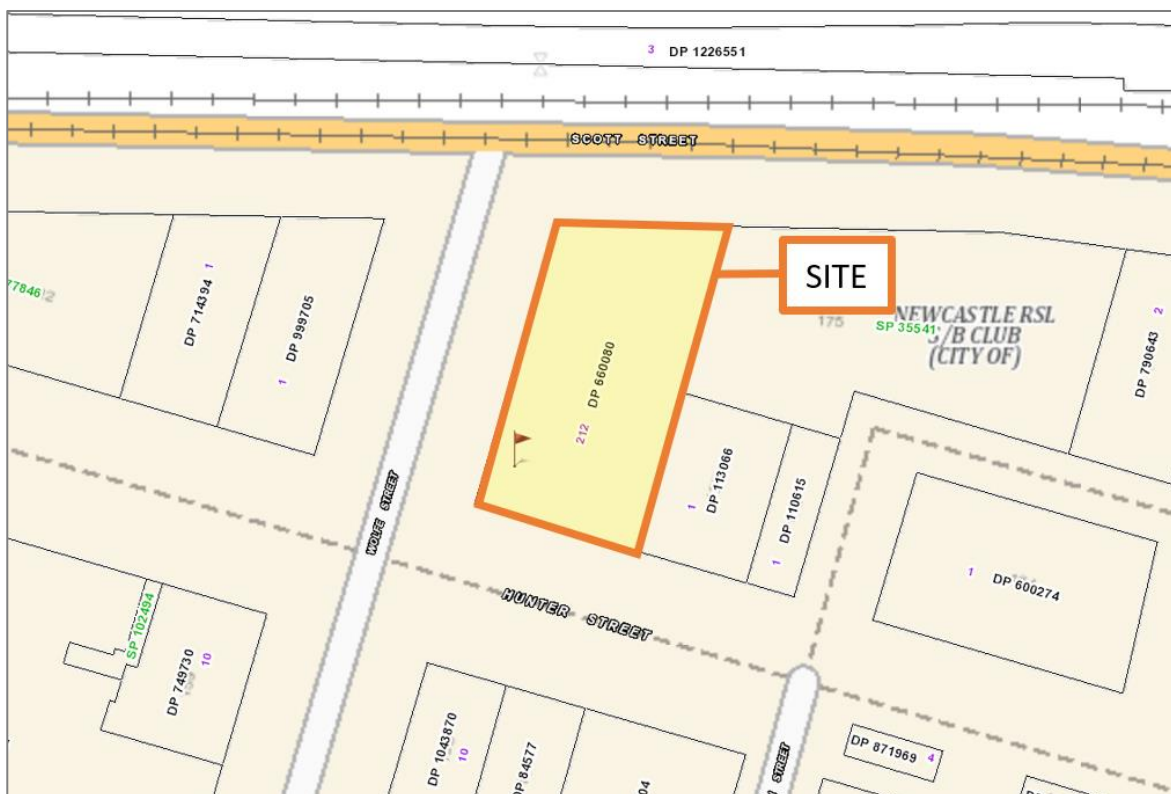 3 DP 1226551
SCOTT STREET
SITE
77846
DP 714394 1
1 DP 999705
DP 660080
212
175
SP 35541
NEWCASTLE RSL
S/B CLUB
(CITY OF)
DP 790643 2
1 DP 113066
1 DP 110615
1 DP 600274
WOLFE STREET
HUNTER STREET
SP 102494
DP 749730 10
DP 1043870 10
DP 84577
04
STREET
DP 871969 4